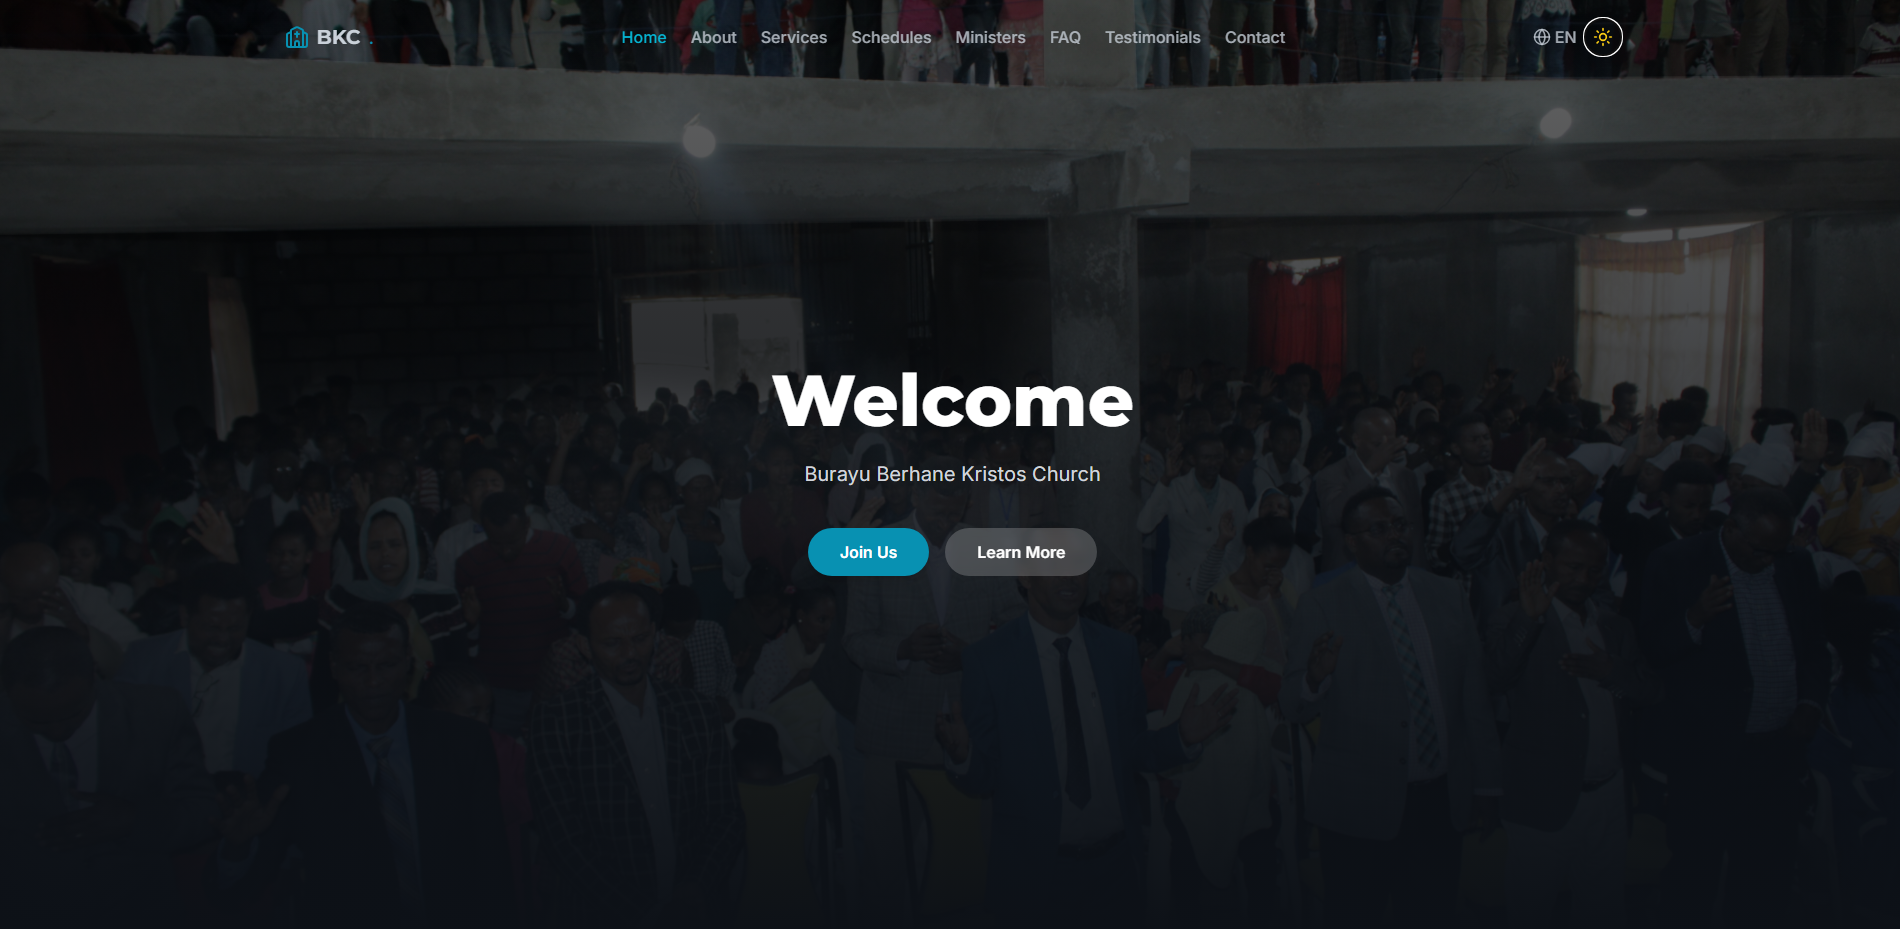 BKC .
Home About Services Schedules Ministers FAQ Testimonials Contact
EN
Welcome
Burayu Berhane Kristos Church
Join Us Learn More